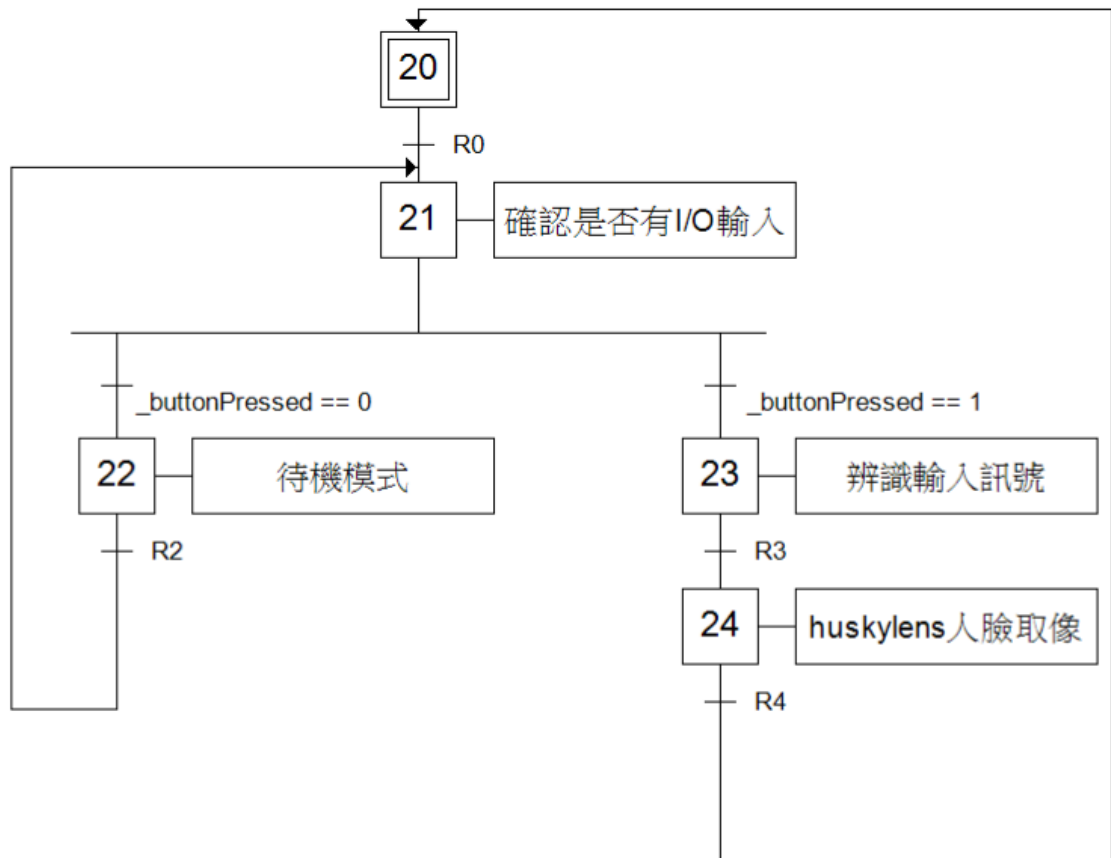 20
R0
21
確認是否有I/O輸入
_buttonPressed == 0
_buttonPressed == 1
22
待機模式
23
辨識輸入訊號
R2
R3
24
huskylens人臉取像
R4